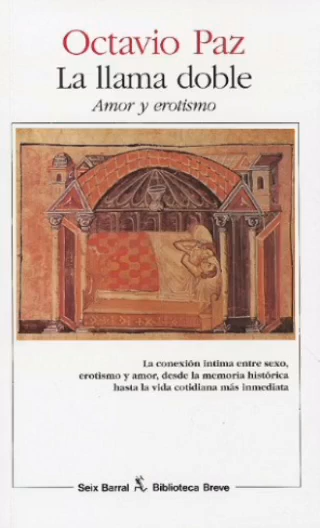 Octavio Paz
La llama doble
Amor y erotismo
La conexión íntima entre sexo,
erotismo y amor, desde la memoria histórica
hasta la vida cotidiana más inmediata
Seix Barral Biblioteca Breve